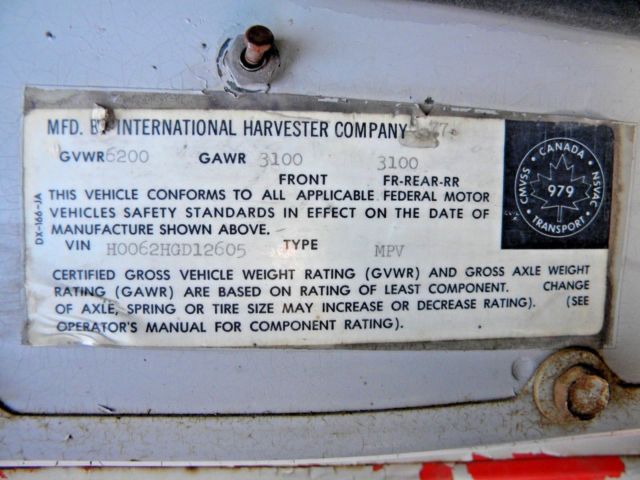 MFD. BY INTERNATIONAL HARVESTER COMPANY
GVWR 6200 GAWR 3100 3100
FRONT FR-REAR-RR
THIS VEHICLE CONFORMS TO ALL APPLICABLE FEDERAL MOTOR
VEHICLES SAFETY STANDARDS IN EFFECT ON THE DATE OF
MANUFACTURE SHOWN ABOVE.
VIN H0062HGD12605 TYPE MPV
CERTIFIED GROSS VEHICLE WEIGHT RATING (GVWR) AND GROSS AXLE WEIGHT
RATING (GAWR) ARE BASED ON RATING OF LEAST COMPONENT. CHANGE
OF AXLE, SPRING OR TIRE SIZE MAY INCREASE OR DECREASE RATING). (SEE
OPERATOR'S MANUAL FOR COMPONENT RATING).
DX-166-JA
CANADA
CMVSS 979 NSVAC
TRANSPORT